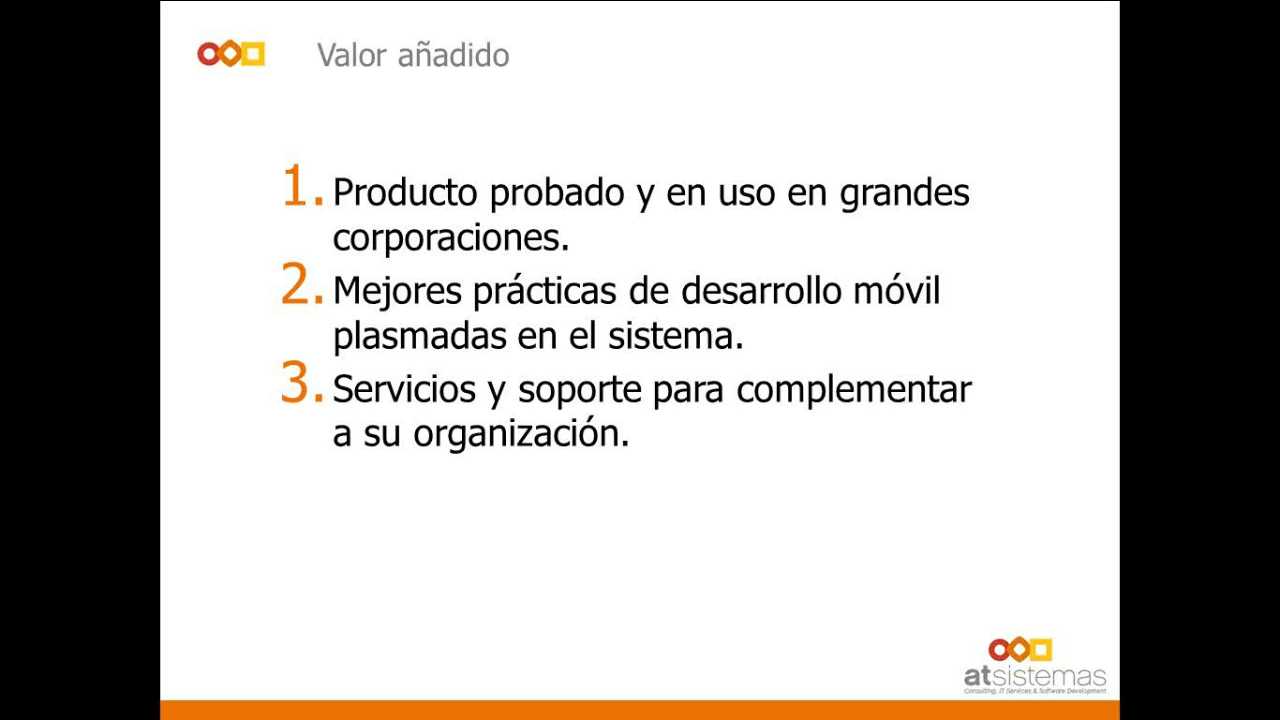 Valor añadido
1. Producto probado y en uso en grandes
corporaciones.
2. Mejores prácticas de desarrollo móvil
plasmadas en el sistema.
3. Servicios y soporte para complementar
a su organización.
atsistemas
Consulting, IT Services & Software Development